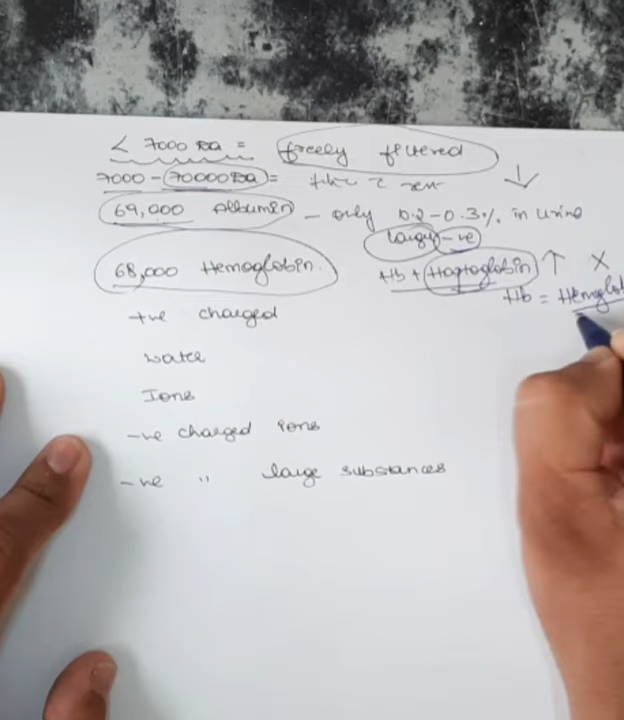 < 7000 Da = freely filtered
7000 - 70000 Da =
69,000 Albumin - only 0.2-0.3% in urine
large -ve
68,000 Hemoglobin.
Hb + Haptoglobin ↑ X
Hb = Hemoglob
+ve charged
water
Ions
-ve charged ions
-ve " large substances